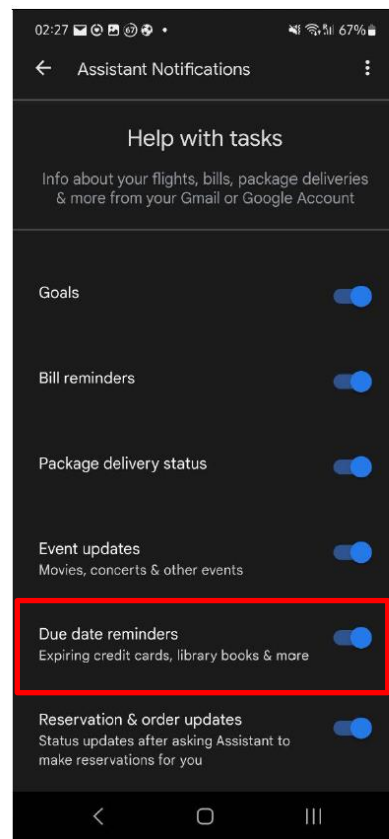 02:27 67 67%
Assistant Notifications
Help with tasks
Info about your flights, bills, package deliveries
& more from your Gmail or Google Account
Goals
Bill reminders
Package delivery status
Event updates
Movies, concerts & other events
Due date reminders
Expiring credit cards, library books & more
Reservation & order updates
Status updates after asking Assistant to
make reservations for you